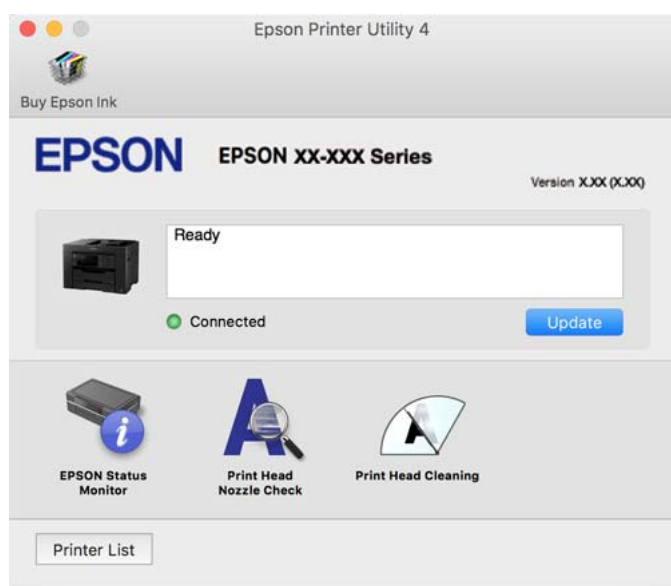 Epson Printer Utility 4
Buy Epson Ink
EPSON
EPSON XX-XXX Series
Version X.XX (X.XX)
Ready
Connected
Update
EPSON Status
Monitor
Print Head
Nozzle Check
Print Head Cleaning
Printer List